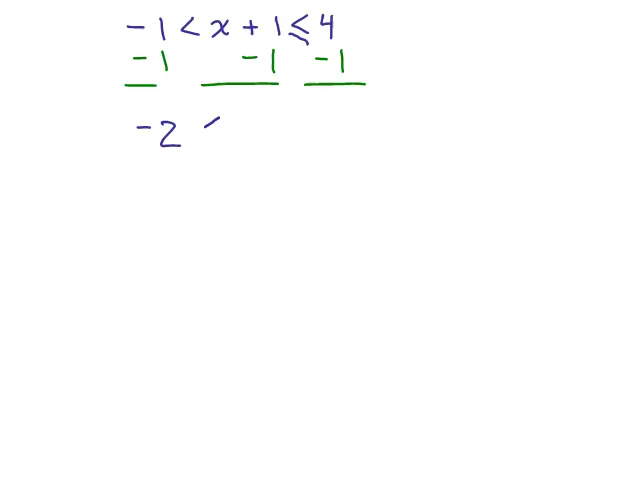 - 1 < x + 1 ≤ 4
- 1 - 1 - 1
- 2